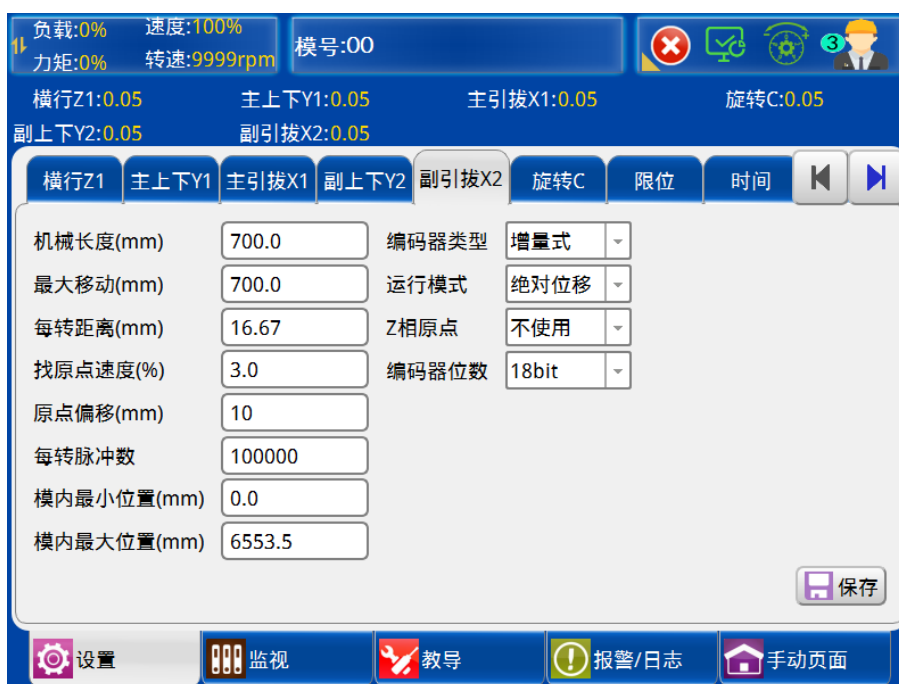 负载:0% 速度:100%
力矩:0% 转速:9999rpm
模号:00
3
横行Z1:0.05 主上下Y1:0.05 主引拔X1:0.05 旋转C:0.05
副上下Y2:0.05 副引拔X2:0.05
横行Z1 主上下Y1 主引拔X1 副上下Y2 副引拔X2 旋转C 限位 时间
机械长度(mm) 700.0 编码器类型 增量式
最大移动(mm) 700.0 运行模式 绝对位移
每转距离(mm) 16.67 Z相原点 不使用
找原点速度(%) 3.0 编码器位数 18bit
原点偏移(mm) 10
每转脉冲数 100000
模内最小位置(mm) 0.0
模内最大位置(mm) 6553.5
保存
设置 监视 教导 报警/日志 手动页面